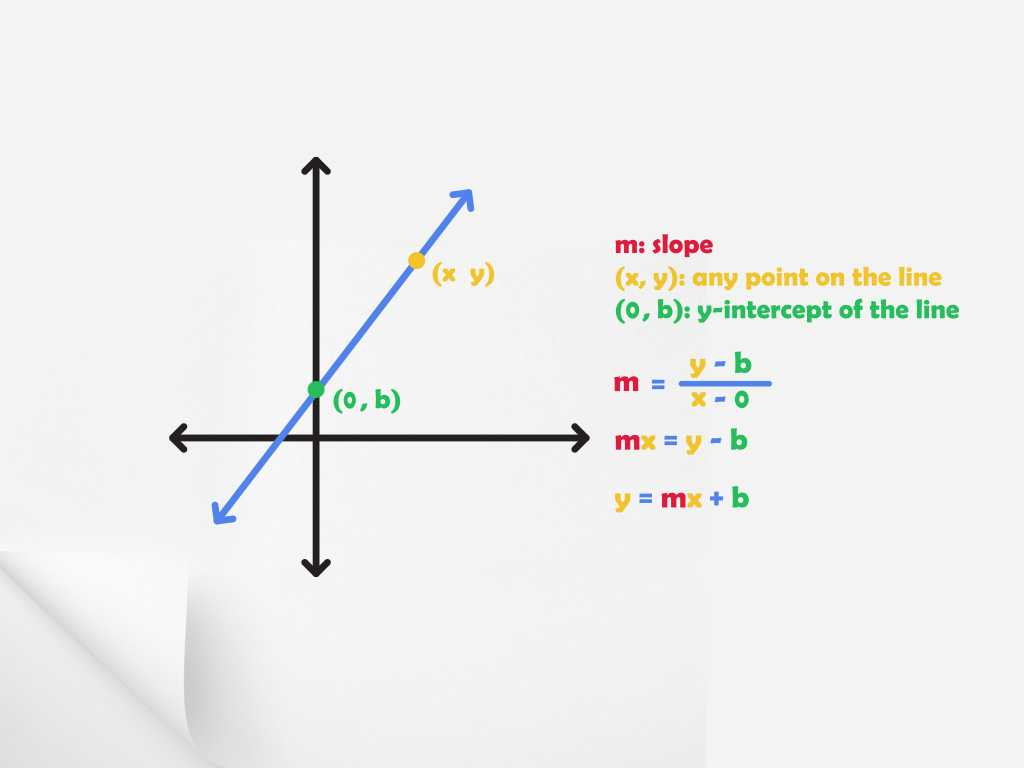 (x y)
(0, b)
m: slope
(x, y): any point on the line
(0, b): y-intercept of the line
m = y - b
x - 0
mx = y - b
y = mx + b